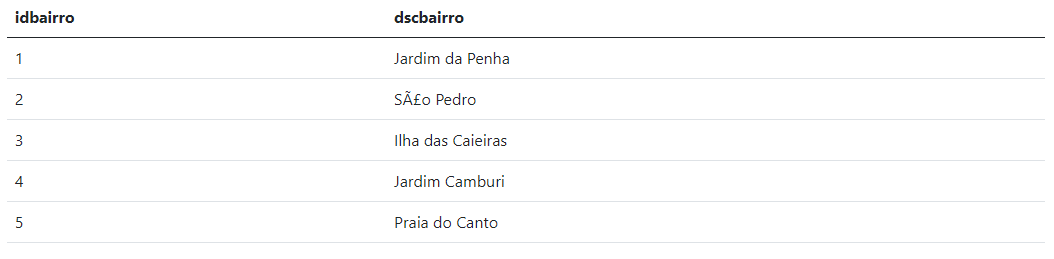 idbairro dscbairro
1 Jardim da Penha
2 SÃ£o Pedro
3 Ilha das Caieiras
4 Jardim Camburi
5 Praia do Canto